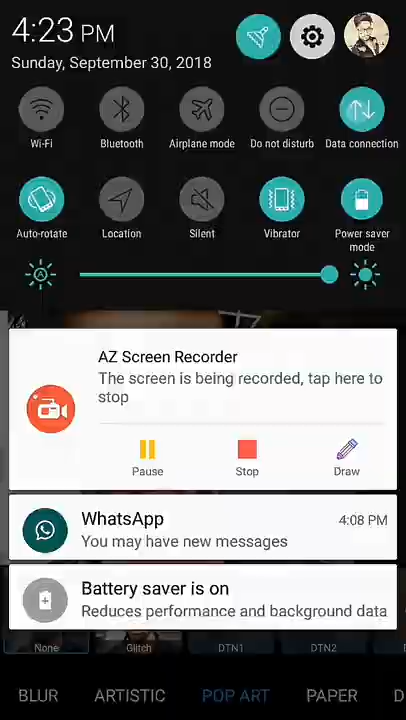 4:23 PM
Sunday, September 30, 2018
Wi-Fi
Bluetooth
Airplane mode
Do not disturb
Data connection
Auto-rotate
Location
Silent
Vibrator
Power saver
mode
A
AZ Screen Recorder
The screen is being recorded, tap here to
stop
Pause
Stop
Draw
WhatsApp
4:08 PM
You may have new messages
Battery saver is on
Reduces performance and background data
None
Glitch
DTN1
DTN2
BLUR
ARTISTIC
POP ART
PAPER